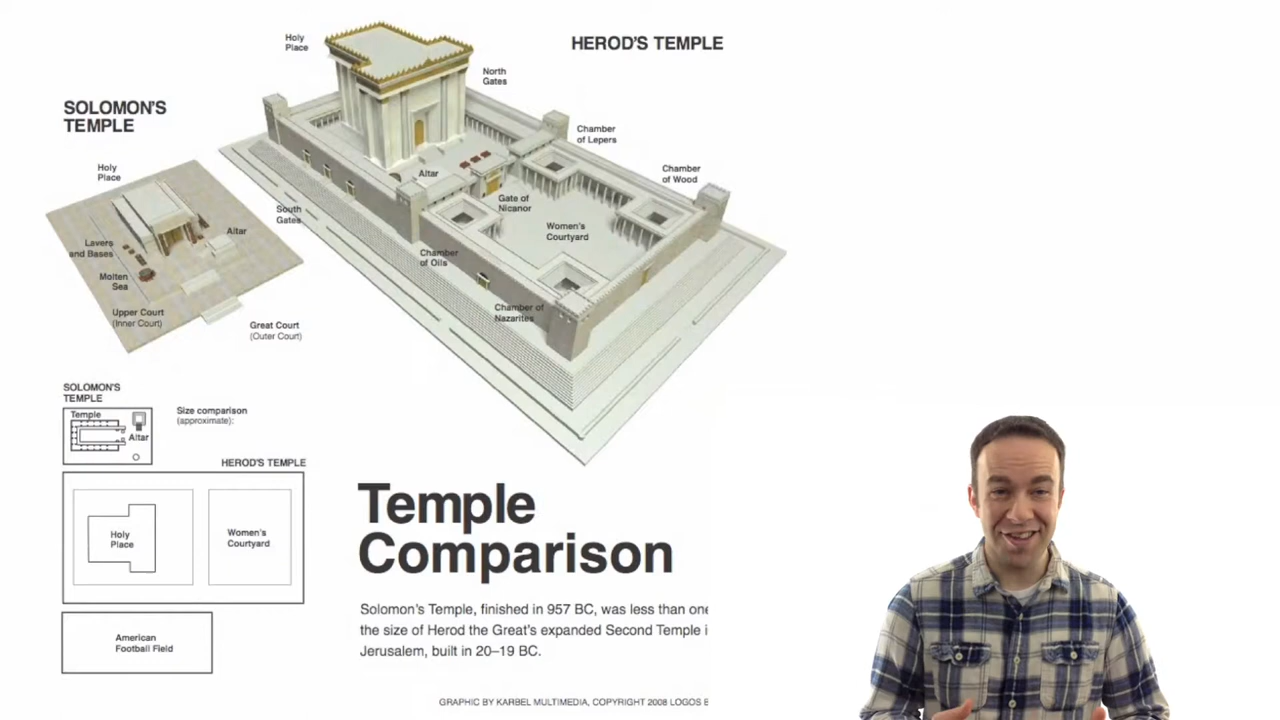 HEROD'S TEMPLE
Holy
Place
North
Gates
Chamber
of Lepers
Chamber
of Wood
Altar
Gate of
Nicanor
Women's
Courtyard
South
Gates
Chamber
of Oils
Chamber of
Nazarites
SOLOMON'S
TEMPLE
Holy
Place
Altar
Lavers
and Bases
Molten
Sea
Upper Court
(Inner Court)
Great Court
(Outer Court)
SOLOMON'S
TEMPLE
Temple
Altar
Size comparison
(approximate):
HEROD'S TEMPLE
Holy
Place
Women's
Courtyard
American
Football Field
Temple
Comparison
Solomon's Temple, finished in 957 BC, was less than one
the size of Herod the Great's expanded Second Temple i
Jerusalem, built in 20–19 BC.
GRAPHIC BY KARBEL MULTIMEDIA, COPYRIGHT 2008 LOGOS B